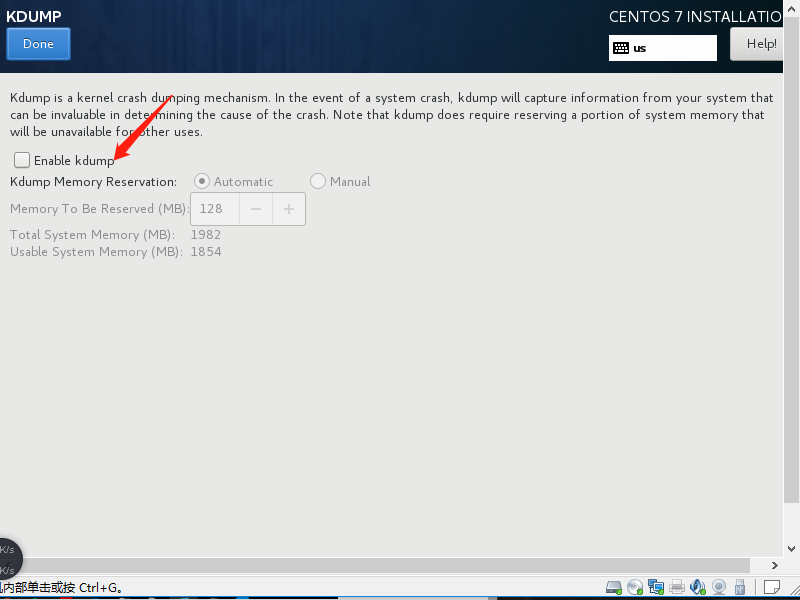 KDUMP
CENTOS 7 INSTALLATIO
Done
us
Help!
Kdump is a kernel crash dumping mechanism. In the event of a system crash, kdump will capture information from your system that
can be invaluable in determining the cause of the crash. Note that kdump does require reserving a portion of system memory that
will be unavailable for other uses.
Enable kdump
Kdump Memory Reservation: Automatic Manual
Memory To Be Reserved (MB): 128 − +
Total System Memory (MB): 1982
Usable System Memory (MB): 1854
K/s
K/s
内部单击或按 Ctrl+G。